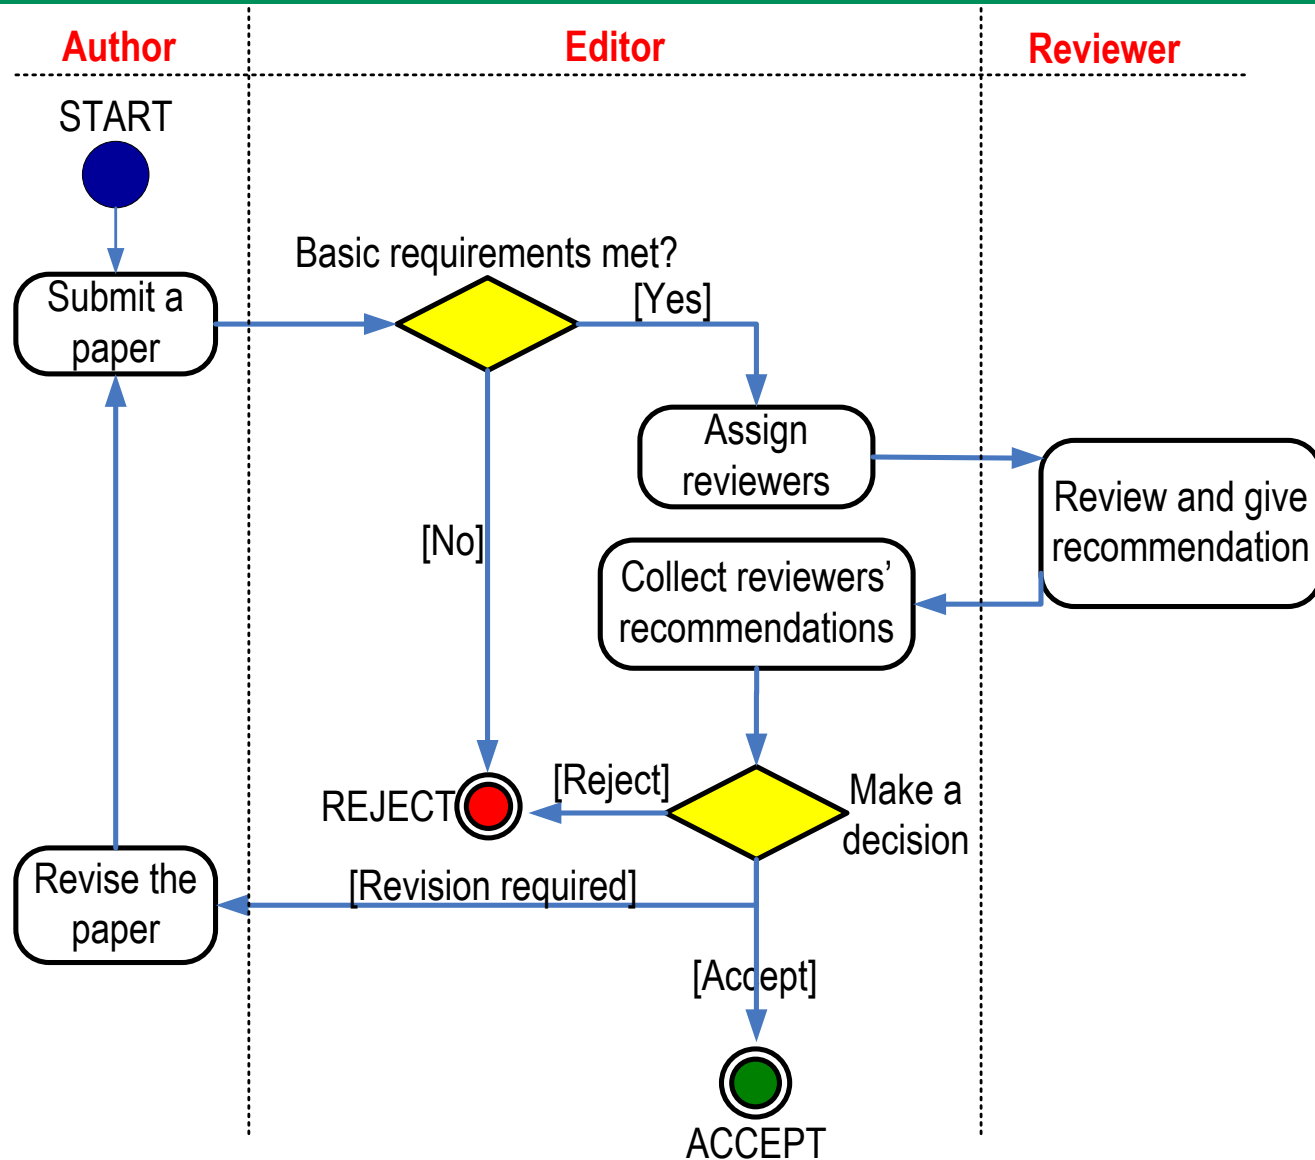 Author
Editor
Reviewer
START
Basic requirements met?
[Yes]
Submit a
paper
Assign
reviewers
Review and give
recommendation
[No]
Collect reviewers’
recommendations
[Reject]
REJECT
Make a
decision
Revise the
paper
[Revision required]
[Accept]
ACCEPT